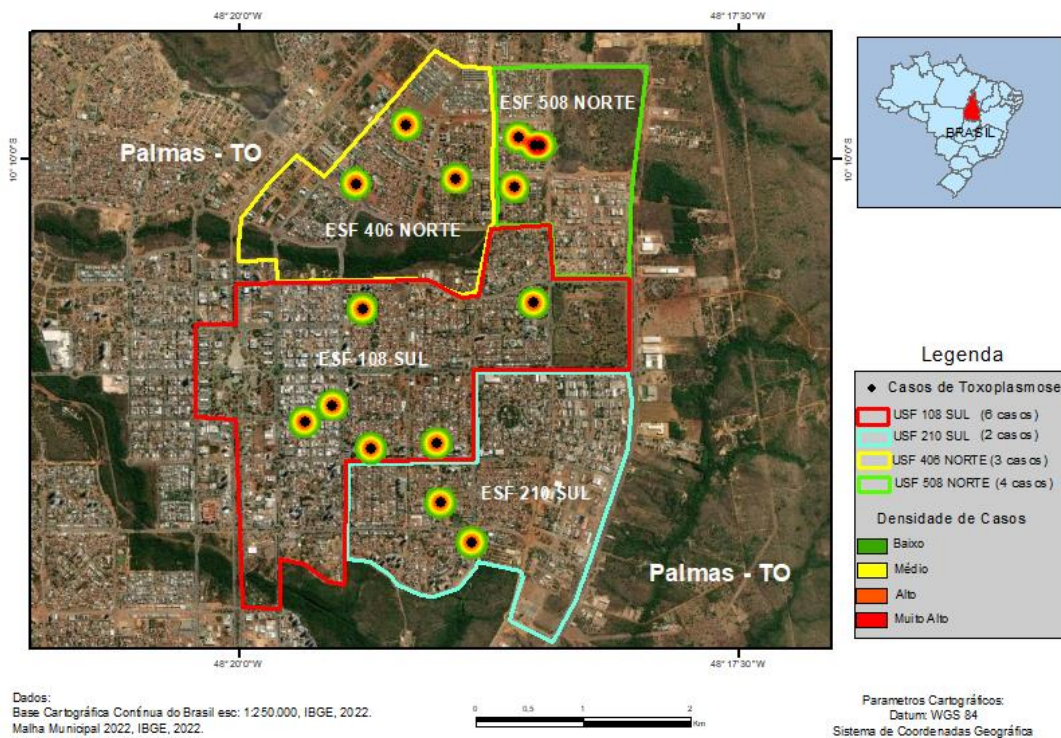 48° 20'0"W
48° 17'30"W
10° 10'0"S
10° 10'0"S
ESF 508 NORTE
Palmas - TO
ESF 406 NORTE
ESF 108 SUL
ESF 210 SUL
Palmas - TO
48° 20'0"W
48° 17'30"W
BRASIL
Legenda
Casos de Toxoplasmose
USF 108 SUL (6 casos)
USF 210 SUL (2 casos)
USF 406 NORTE (3 casos)
USF 508 NORTE (4 casos)
Densidade de Casos
Baixo
Médio
Alto
Muito Alto
Dados:
Base Cartográfica Contínua do Brasil esc: 1:250.000, IBGE, 2022.
Malha Municipal 2022, IBGE, 2022.
0 0,5 1 2
Km
Parametros Cartográficos:
Datum: WGS 84
Sistema de Coordenadas Geográfica